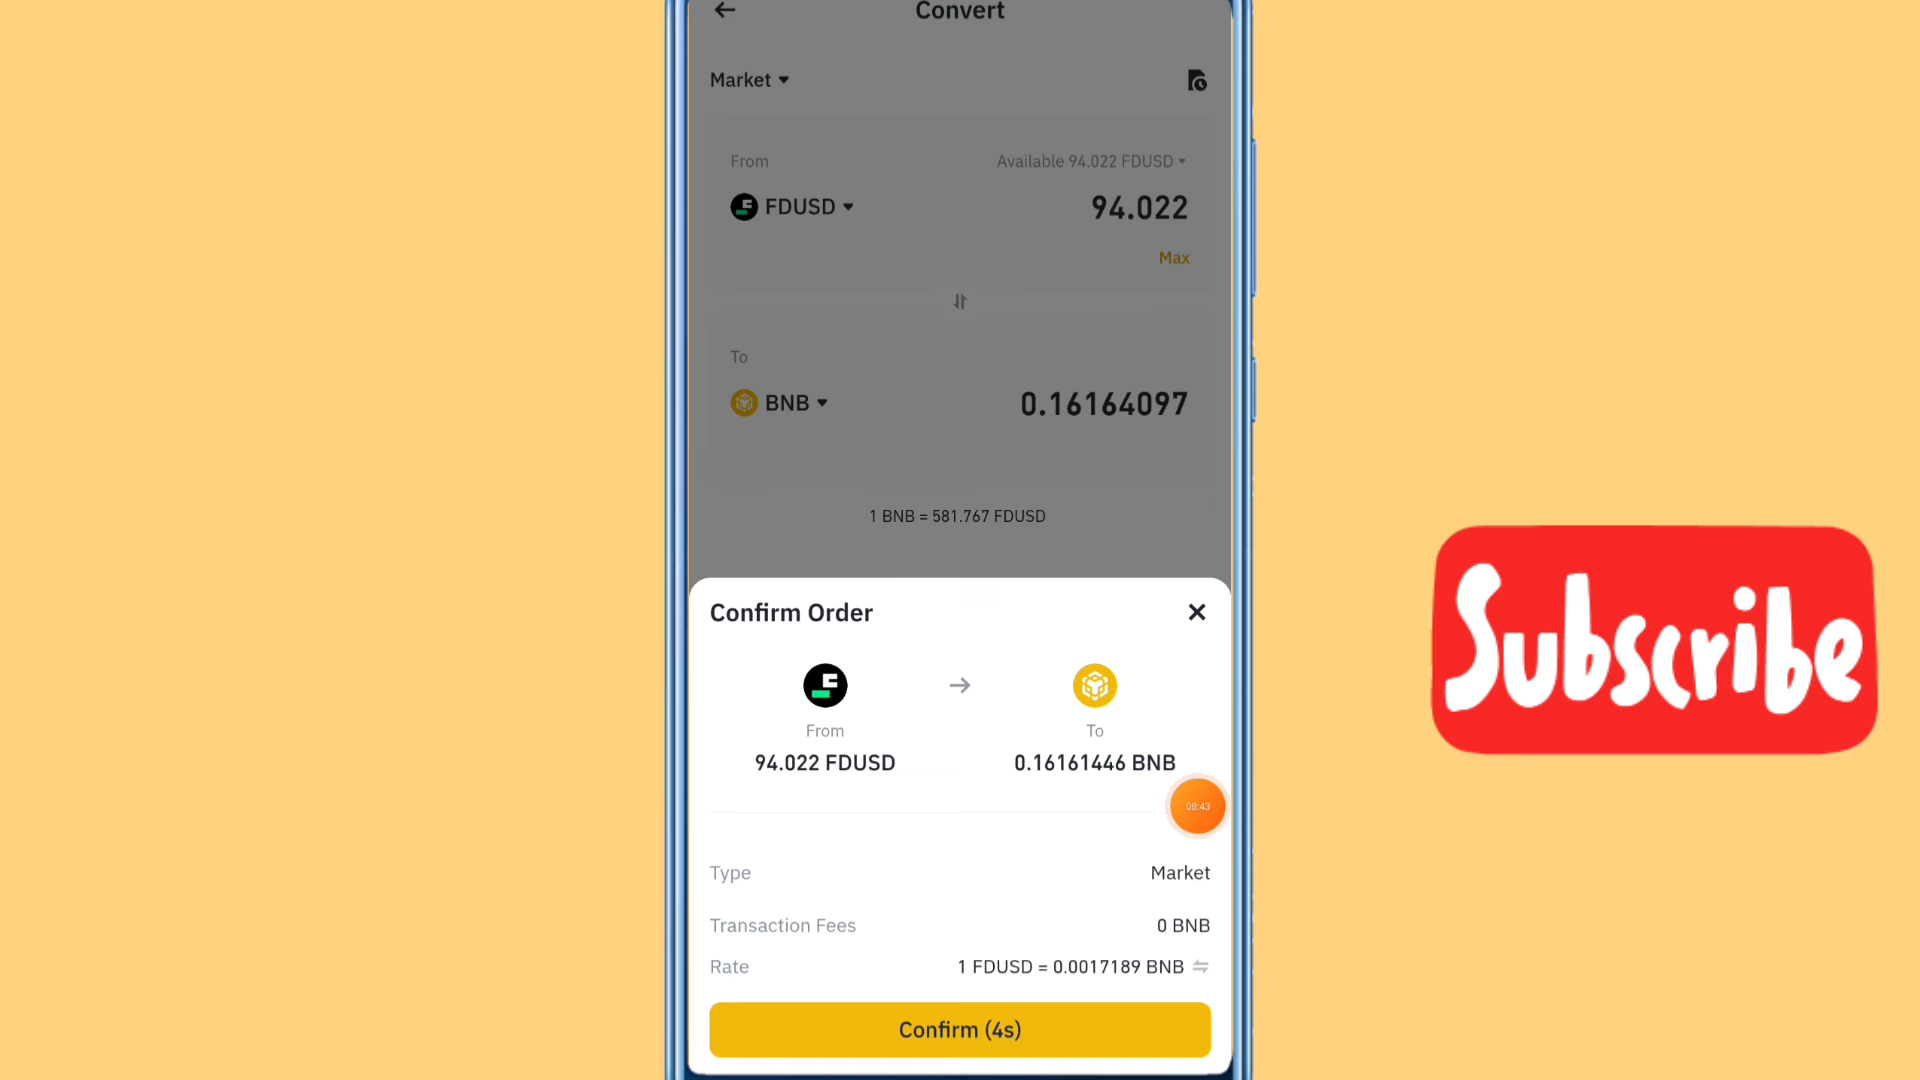 Convert
Market
From
Available 94.022 FDUSD
FDUSD
94.022
Max
To
BNB
0.16164097
1 BNB = 581.767 FDUSD
Confirm Order
From
To
94.022 FDUSD
0.16161446 BNB
08:43
Type
Market
Transaction Fees
0 BNB
Rate
1 FDUSD = 0.0017189 BNB
Confirm (4s)
Subscribe